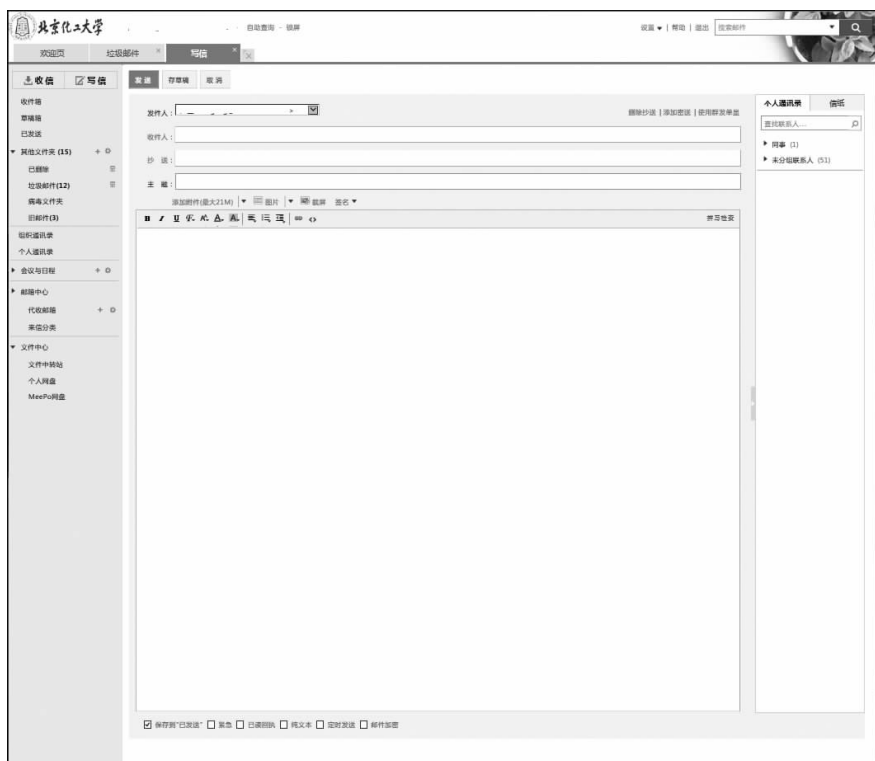 北京化工大学
自助查询 - 锁屏
设置 ▼ | 帮助 | 退出
搜索邮件
欢迎页
垃圾邮件 ×
写信 ×
收信
写信
收件箱
草稿箱
已发送
其他文件夹 (15)
已删除
垃圾邮件(12)
病毒文件夹
旧邮件(3)
组织通讯录
个人通讯录
会议与日程
邮箱中心
代收邮箱
来信分类
文件中心
文件中转站
个人网盘
MeePo网盘
发送
存草稿
取消
发件人:
删除抄送 | 添加密送 | 使用群发单显
收件人:
抄 送:
主 题:
添加附件(最大21M) | ▼ 图片 | ▼ 截屏 签名 ▼
B I U
拼写检查
保存到"已发送" 紧急 已读回执 纯文本 定时发送 邮件加密
个人通讯录
信纸
查找联系人...
同事 (1)
未分组联系人 (51)